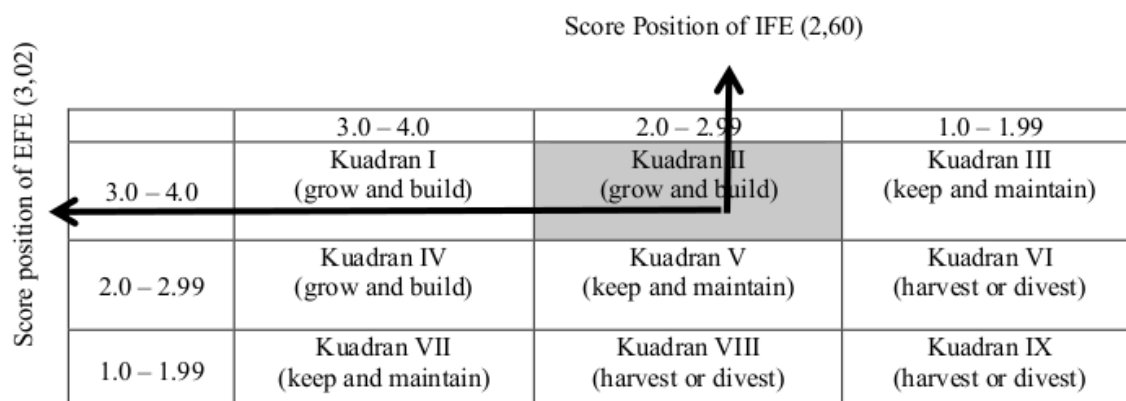 Score Position of IFE (2,60)
Score position of EFE (3,02)
3.0 – 4.0 2.0 – 2.99 1.0 – 1.99
3.0 – 4.0
Kuadran I
(grow and build)
Kuadran II
(grow and build)
Kuadran III
(keep and maintain)
2.0 – 2.99
Kuadran IV
(grow and build)
Kuadran V
(keep and maintain)
Kuadran VI
(harvest or divest)
1.0 – 1.99
Kuadran VII
(keep and maintain)
Kuadran VIII
(harvest or divest)
Kuadran IX
(harvest or divest)